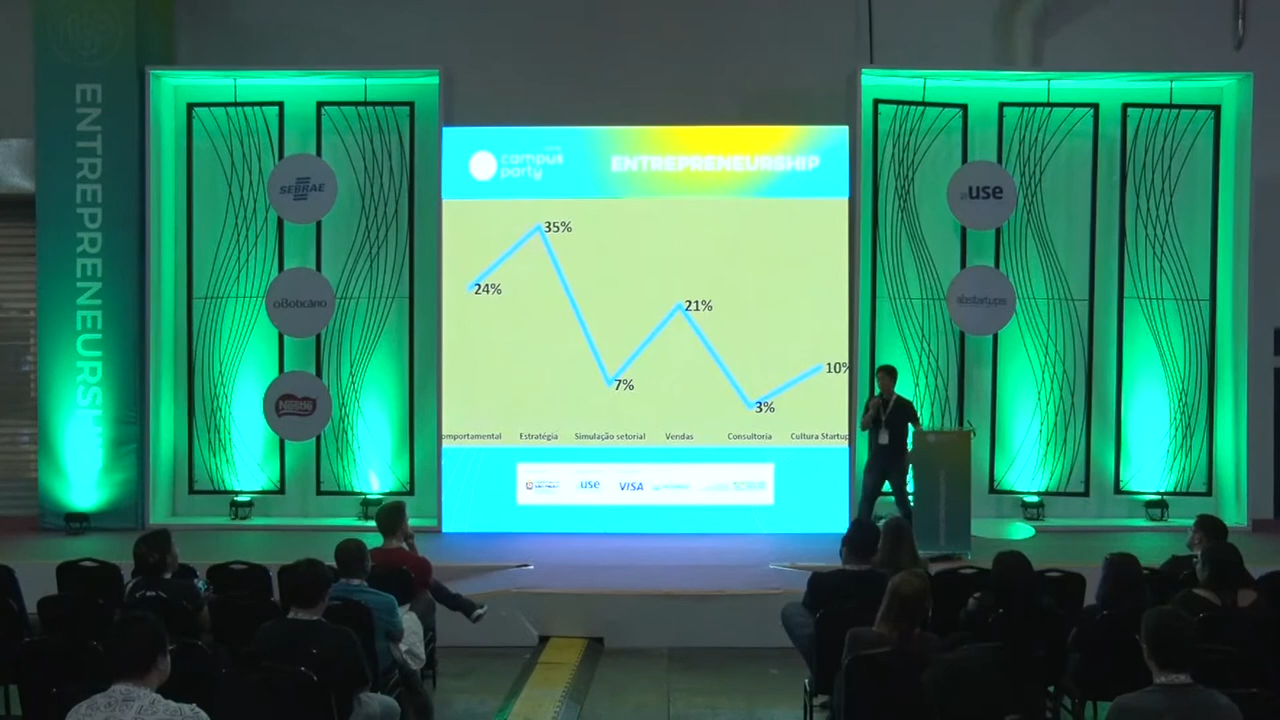 ENTREPRENEURSHI
SEBRAE
oBoticário
Nestlé
campus
party
ENTREPRENEURSHIP
35%
24%
21%
7%
10%
3%
omportamental Estratégia Simulação setorial Vendas Consultoria Cultura Startup
use
VISA
use
abstartups